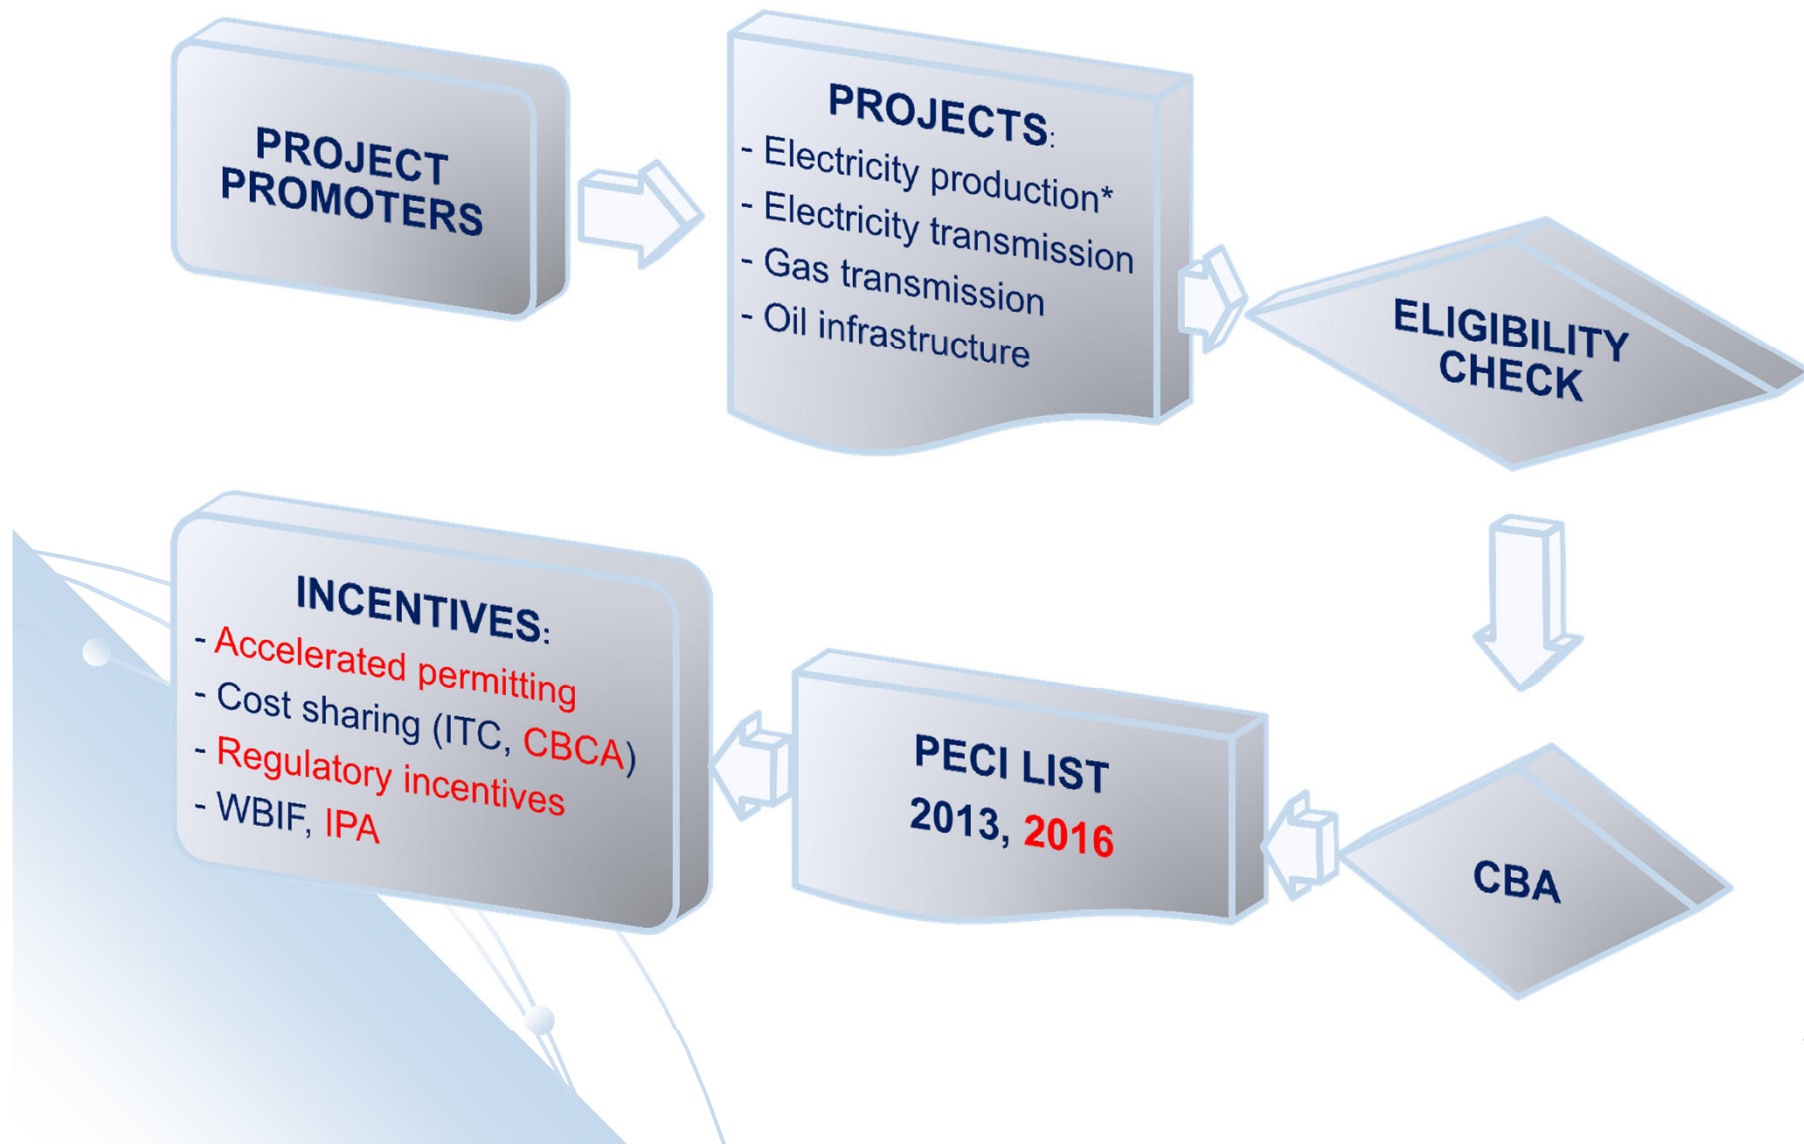 PROJECT
PROMOTERS
PROJECTS:
- Electricity production*
- Electricity transmission
- Gas transmission
- Oil infrastructure
ELIGIBILITY
CHECK
INCENTIVES:
- Accelerated permitting
- Cost sharing (ITC, CBCA)
- Regulatory incentives
- WBIF, IPA
PECI LIST
2013, 2016
CBA